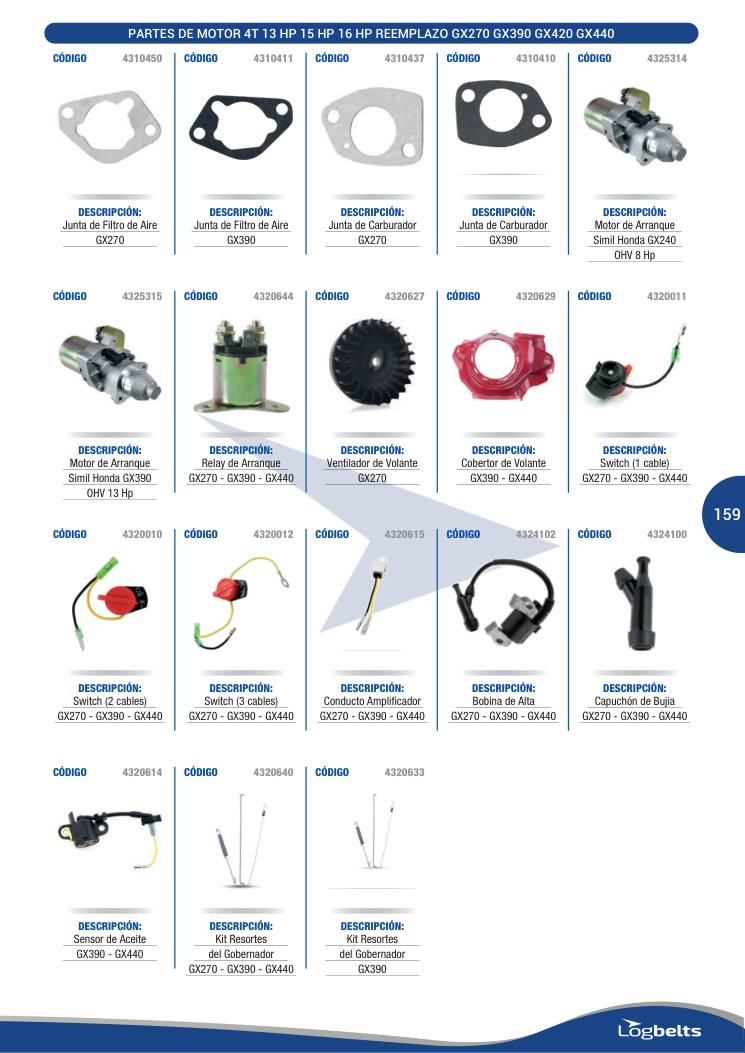 PARTES DE MOTOR 4T 13 HP 15 HP 16 HP REEMPLAZO GX270 GX390 GX420 GX440
CÓDIGO 4310450
DESCRIPCIÓN:
Junta de Filtro de Aire
GX270
CÓDIGO 4310411
DESCRIPCIÓN:
Junta de Filtro de Aire
GX390
CÓDIGO 4310437
DESCRIPCIÓN:
Junta de Carburador
GX270
CÓDIGO 4310410
DESCRIPCIÓN:
Junta de Carburador
GX390
CÓDIGO 4325314
DESCRIPCIÓN:
Motor de Arranque
Simil Honda GX240
OHV 8 Hp
CÓDIGO 4325315
DESCRIPCIÓN:
Motor de Arranque
Simil Honda GX390
OHV 13 Hp
CÓDIGO 4320644
DESCRIPCIÓN:
Relay de Arranque
GX270 - GX390 - GX440
CÓDIGO 4320627
DESCRIPCIÓN:
Ventilador de Volante
GX270
CÓDIGO 4320629
DESCRIPCIÓN:
Cobertor de Volante
GX390 - GX440
CÓDIGO 4320011
DESCRIPCIÓN:
Switch (1 cable)
GX270 - GX390 - GX440
159
CÓDIGO 4320010
DESCRIPCIÓN:
Switch (2 cables)
GX270 - GX390 - GX440
CÓDIGO 4320012
DESCRIPCIÓN:
Switch (3 cables)
GX270 - GX390 - GX440
CÓDIGO 4320615
DESCRIPCIÓN:
Conducto Amplificador
GX270 - GX390 - GX440
CÓDIGO 4324102
DESCRIPCIÓN:
Bobina de Alta
GX270 - GX390 - GX440
CÓDIGO 4324100
DESCRIPCIÓN:
Capuchón de Bujia
GX270 - GX390 - GX440
CÓDIGO 4320614
DESCRIPCIÓN:
Sensor de Aceite
GX390 - GX440
CÓDIGO 4320640
DESCRIPCIÓN:
Kit Resortes
del Gobernador
GX270 - GX390 - GX440
CÓDIGO 4320633
DESCRIPCIÓN:
Kit Resortes
del Gobernador
GX390
Logbelts